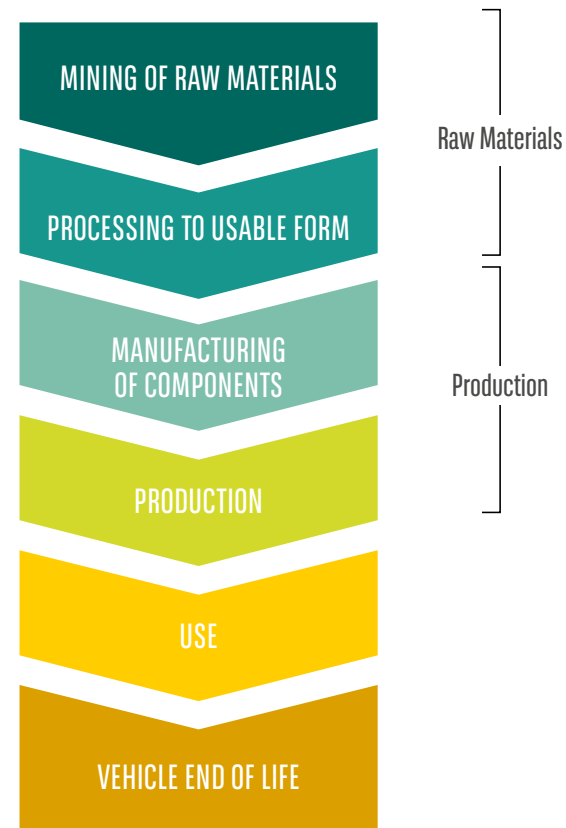 MINING OF RAW MATERIALS
Raw Materials
PROCESSING TO USABLE FORM
MANUFACTURING
OF COMPONENTS
Production
PRODUCTION
USE
VEHICLE END OF LIFE